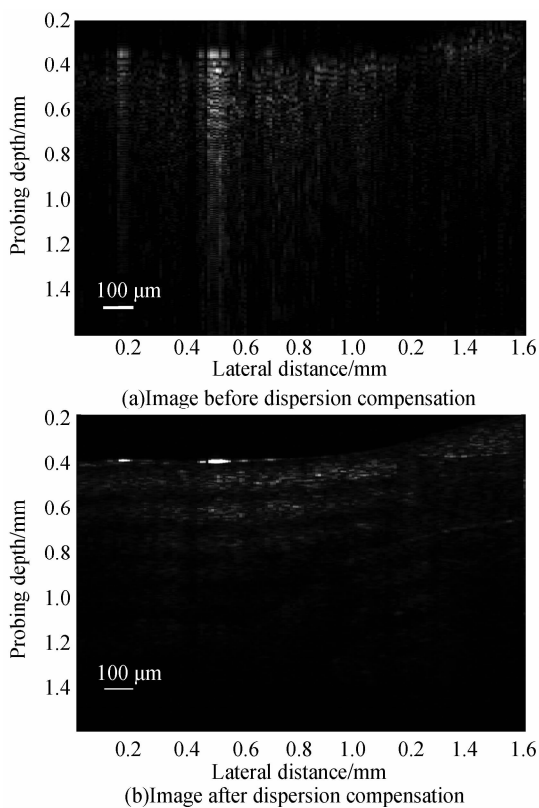 0.2
0.4
0.6
0.8
1.0
1.2
1.4
Probing depth/mm
100 μm
0.2 0.4 0.6 0.8 1.0 0.2 1.4 1.6
Lateral distance/mm
(a)Image before dispersion compensation
0.2
0.4
0.6
0.8
1.0
1.2
1.4
Probing depth/mm
100 μm
0.2 0.4 0.6 0.8 1.0 1.2 1.4 1.6
Lateral distance/mm
(b)Image after dispersion compensation